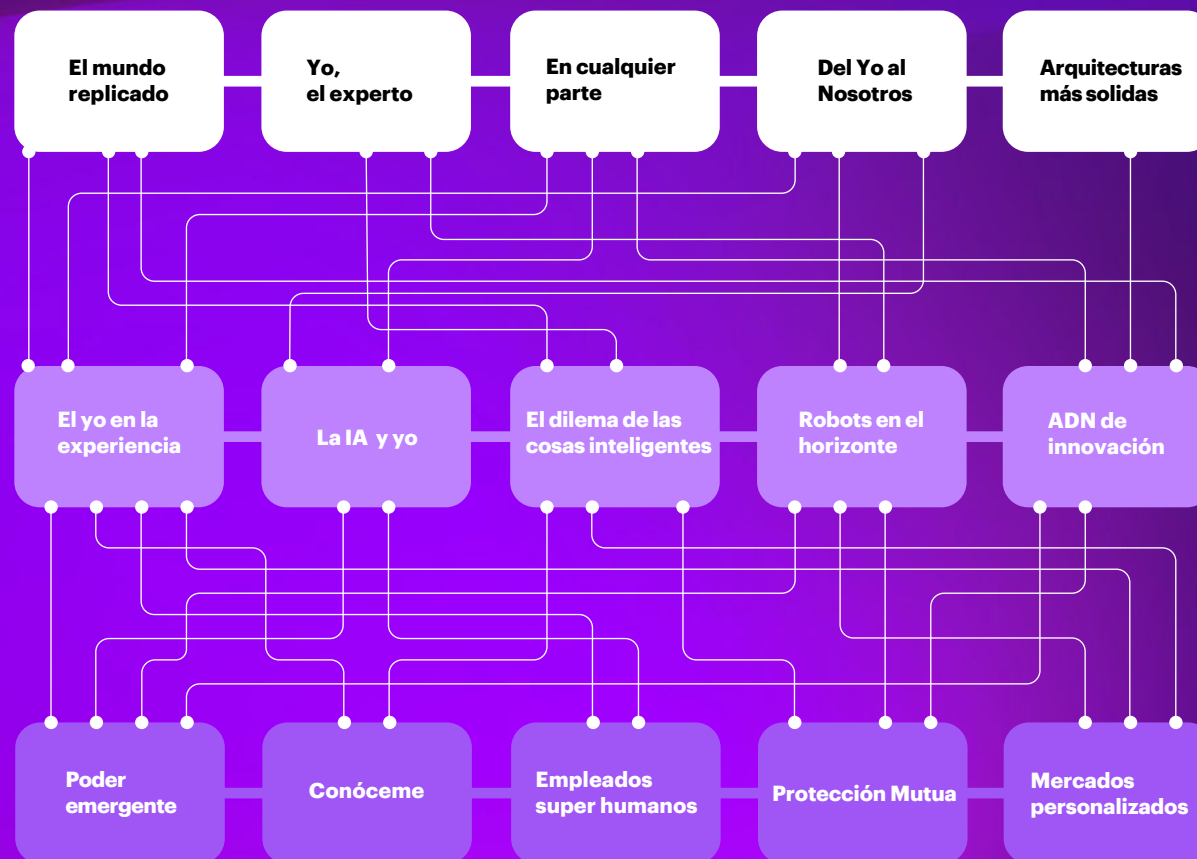 El mundo
replicado
Yo,
el experto
En cualquier
parte
Del Yo al
Nosotros
Arquitecturas
más solidas
El yo en la
experiencia
La IA y yo
El dilema de las
cosas inteligentes
Robots en el
horizonte
ADN de
innovación
Poder
emergente
Conóceme
Empleados
super humanos
Protección Mutua
Mercados
personalizados